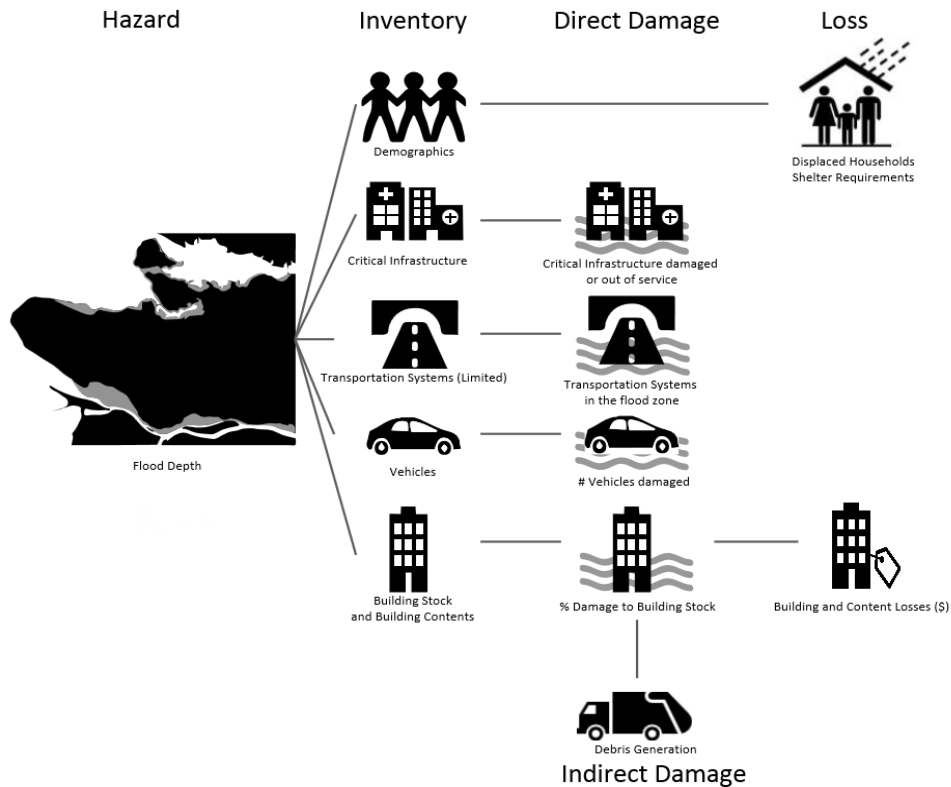 Hazard
Inventory
Direct Damage
Loss
Demographics
Displaced Households
Shelter Requirements
Critical Infrastructure
Critical Infrastructure damaged
or out of service
Transportation Systems (Limited)
Transportation Systems
in the flood zone
Flood Depth
Vehicles
# Vehicles damaged
Building Stock
and Building Contents
% Damage to Building Stock
Building and Content Losses ($)
Debris Generation
Indirect Damage